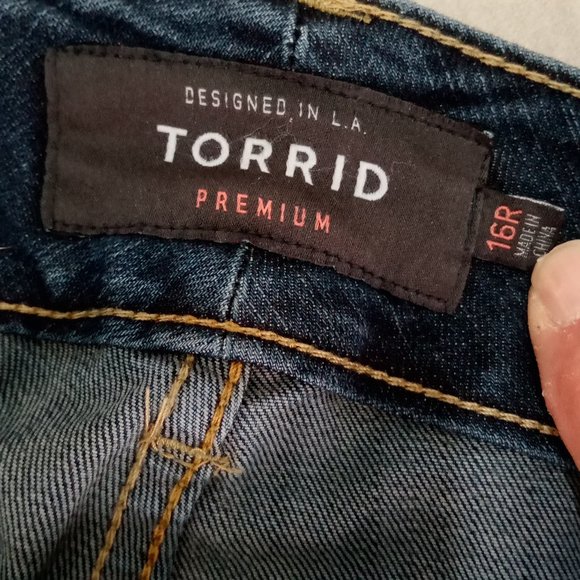 DESIGNED IN L.A.
TORRID
PREMIUM
16R
MADE IN
CHINA